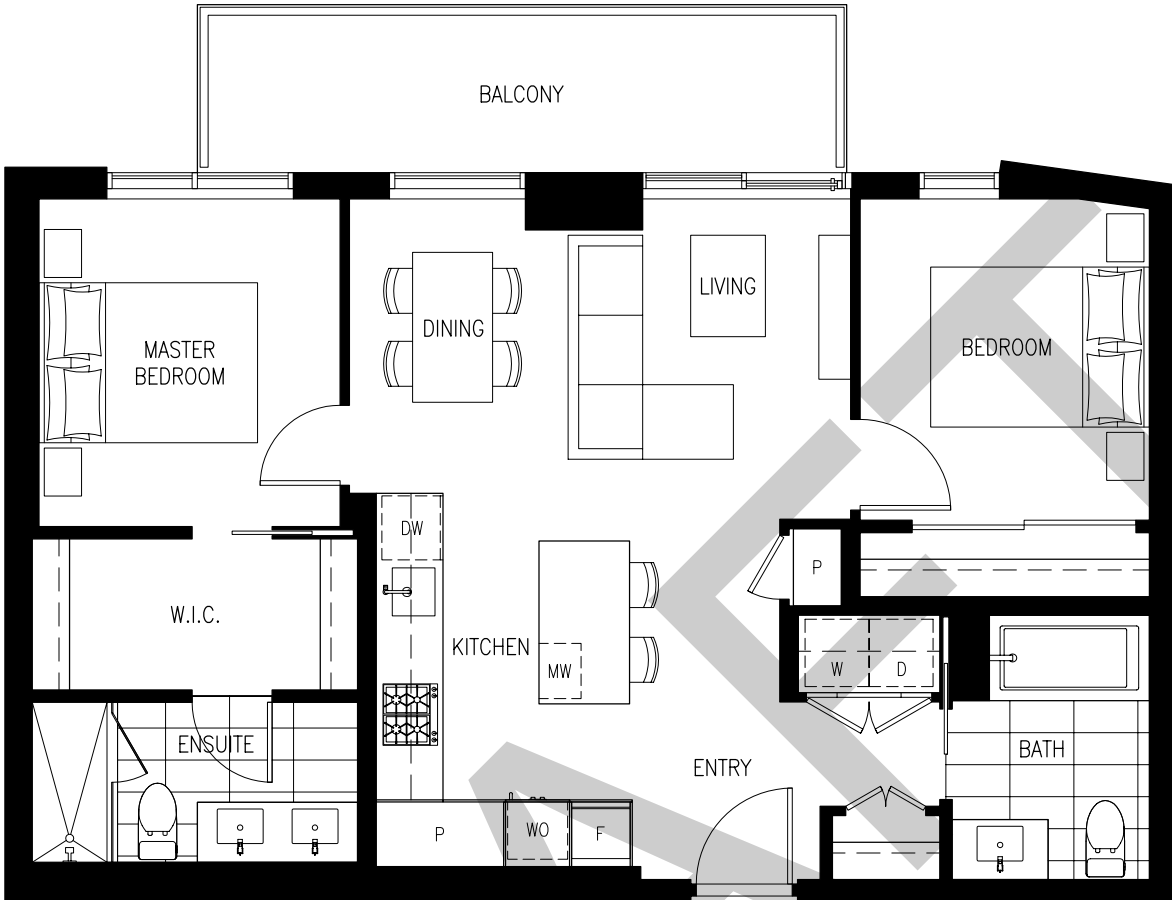 BALCONY
LIVING
DINING
MASTER
BEDROOM
BEDROOM
DW
P
W.I.C.
KITCHEN
MW
W
D
ENSUITE
BATH
ENTRY
P
WO
F